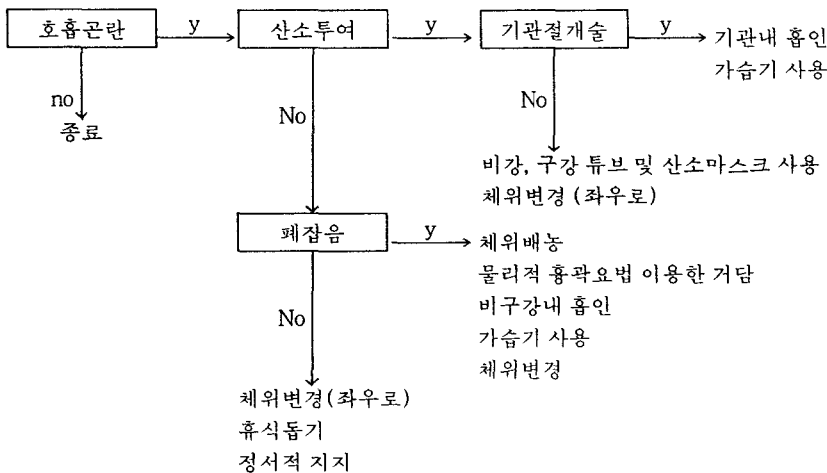 호흡곤란 y 산소투여 y 기관절개술 y 기관내 흡인
가습기 사용
no
종료
No
No
비강, 구강 튜브 및 산소마스크 사용
체위변경 (좌우로)
폐잡음 y 체위배농
물리적 흉곽요법 이용한 거담
비구강내 흡인
가습기 사용
체위변경
No
체위변경(좌우로)
휴식돕기
정서적 지지